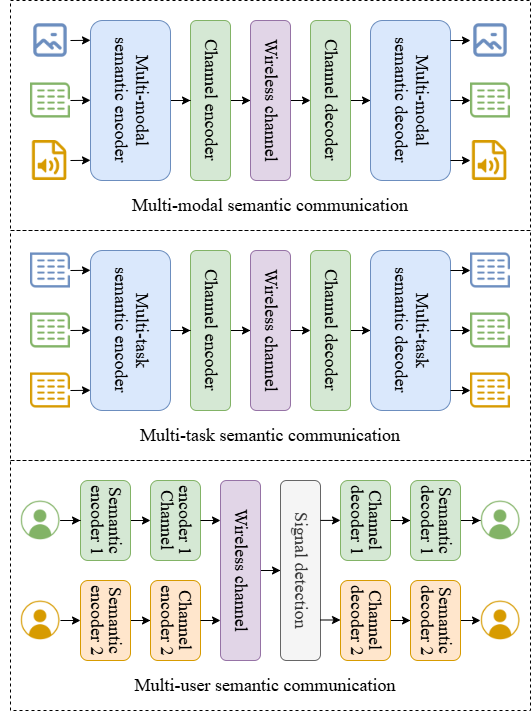 Multi-modal
semantic encoder
Channel encoder
Wireless channel
Channel decoder
Multi-modal
semantic decoder
Multi-modal semantic communication
Multi-task
semantic encoder
Channel encoder
Wireless channel
Channel decoder
Multi-task
semantic decoder
Multi-task semantic communication
Semantic
encoder 1
encoder 1
Channel
Wireless channel
Signal detection
Channel
decoder 1
Semantic
decoder 1
Semantic
encoder 2
Channel
encoder 2
Channel
decoder 2
Semantic
decoder 2
Multi-user semantic communication